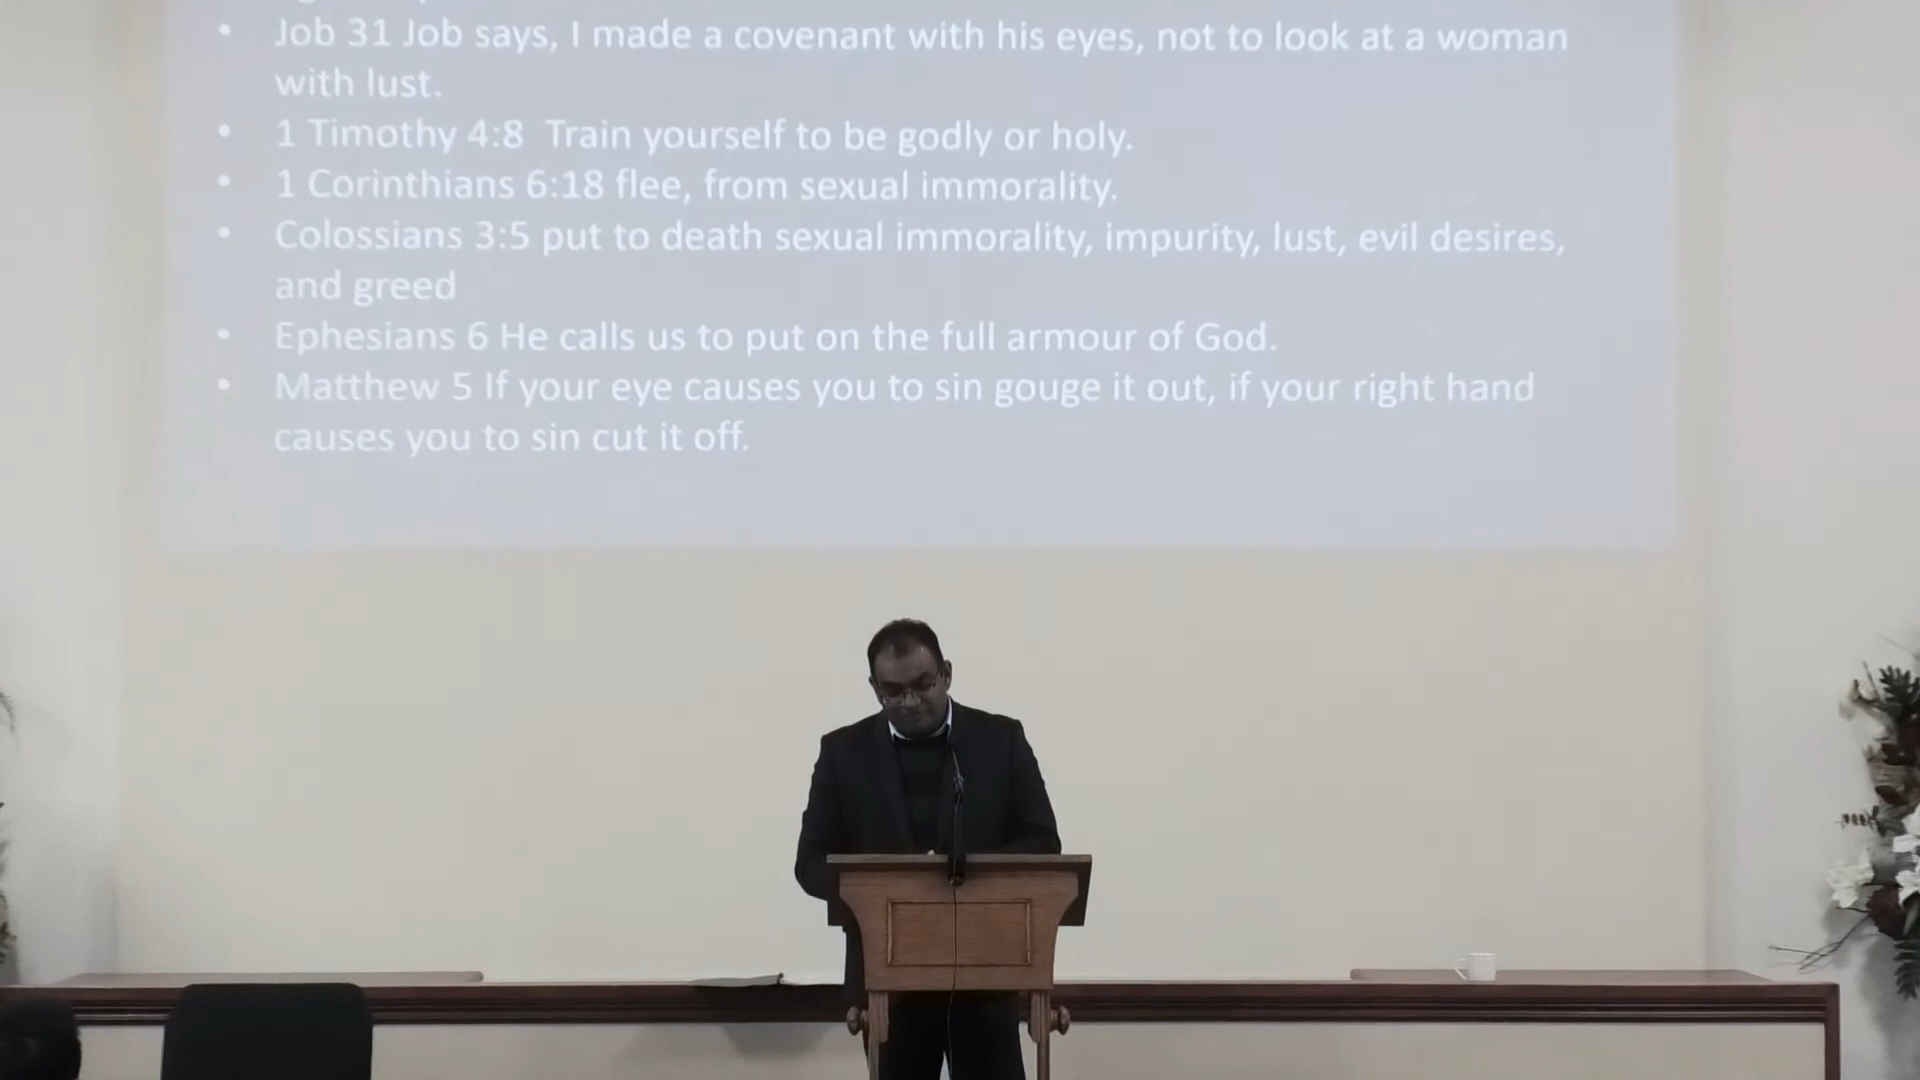 • Job 31 Job says, I made a covenant with his eyes, not to look at a woman
with lust.
• 1 Timothy 4:8 Train yourself to be godly or holy.
• 1 Corinthians 6:18 flee, from sexual immorality.
• Colossians 3:5 put to death sexual immorality, impurity, lust, evil desires,
and greed
• Ephesians 6 He calls us to put on the full armour of God.
• Matthew 5 If your eye causes you to sin gouge it out, if your right hand
causes you to sin cut it off.